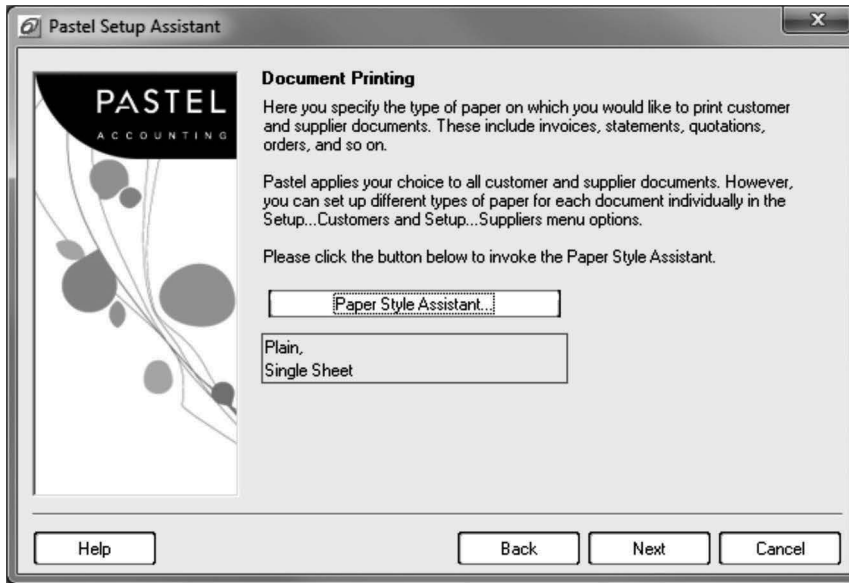 Pastel Setup Assistant
x
PASTEL
ACCOUNTING
Document Printing
Here you specify the type of paper on which you would like to print customer
and supplier documents. These include invoices, statements, quotations,
orders, and so on.
Pastel applies your choice to all customer and supplier documents. However,
you can set up different types of paper for each document individually in the
Setup...Customers and Setup...Suppliers menu options.
Please click the button below to invoke the Paper Style Assistant.
Paper Style Assistant...
Plain,
Single Sheet
Help
Back
Next
Cancel